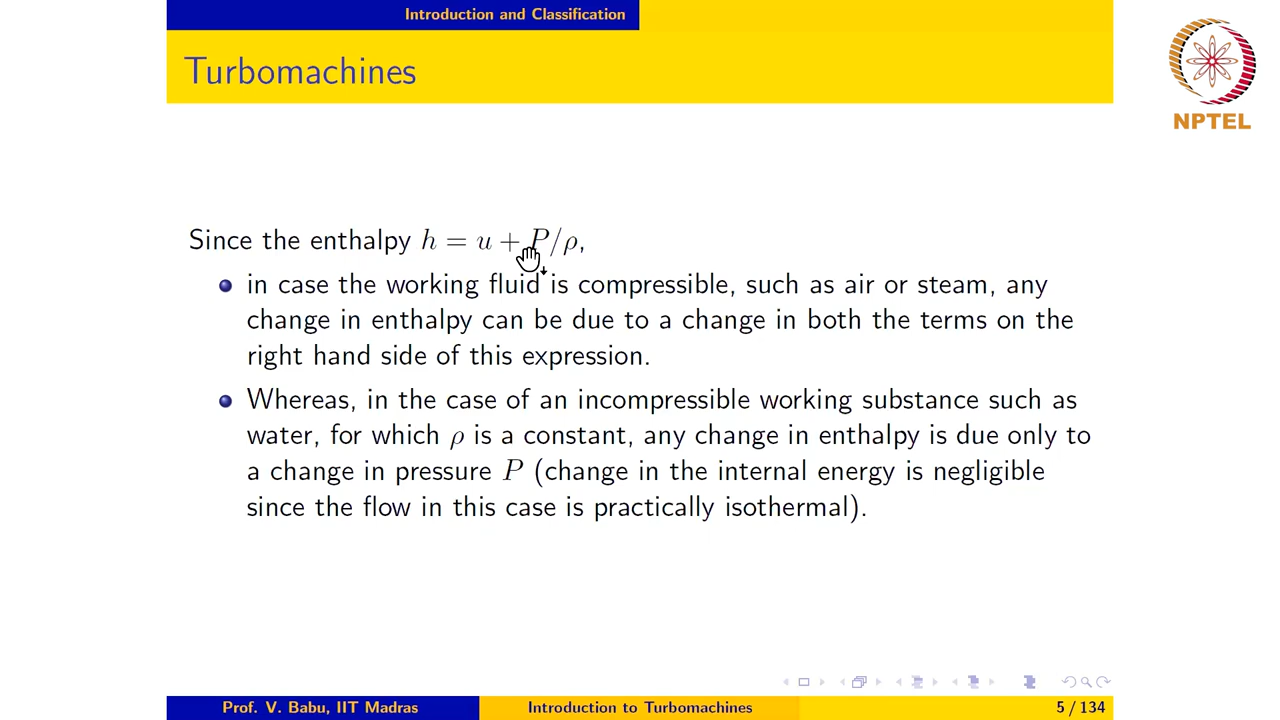 Introduction and Classification
Turbomachines
NPTEL
Since the enthalpy h = u + P/ρ,
in case the working fluid is compressible, such as air or steam, any
change in enthalpy can be due to a change in both the terms on the
right hand side of this expression.
Whereas, in the case of an incompressible working substance such as
water, for which ρ is a constant, any change in enthalpy is due only to
a change in pressure P (change in the internal energy is negligible
since the flow in this case is practically isothermal).
Prof. V. Babu, IIT Madras
Introduction to Turbomachines
5 / 134